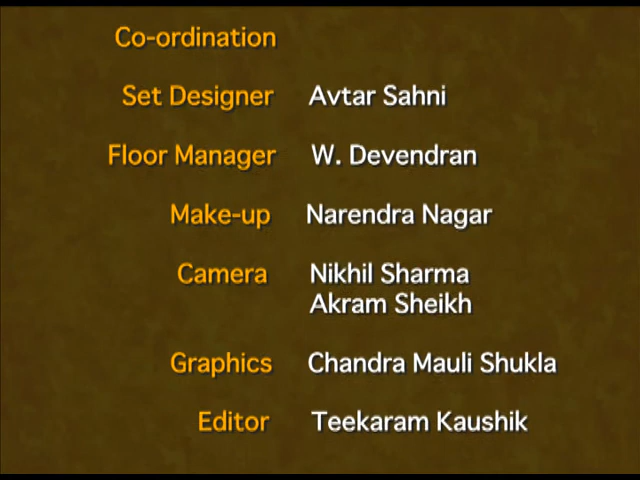 Co-ordination
Set Designer Avtar Sahni
Floor Manager W. Devendran
Make-up Narendra Nagar
Camera Nikhil Sharma
Akram Sheikh
Graphics Chandra Mauli Shukla
Editor Teekaram Kaushik